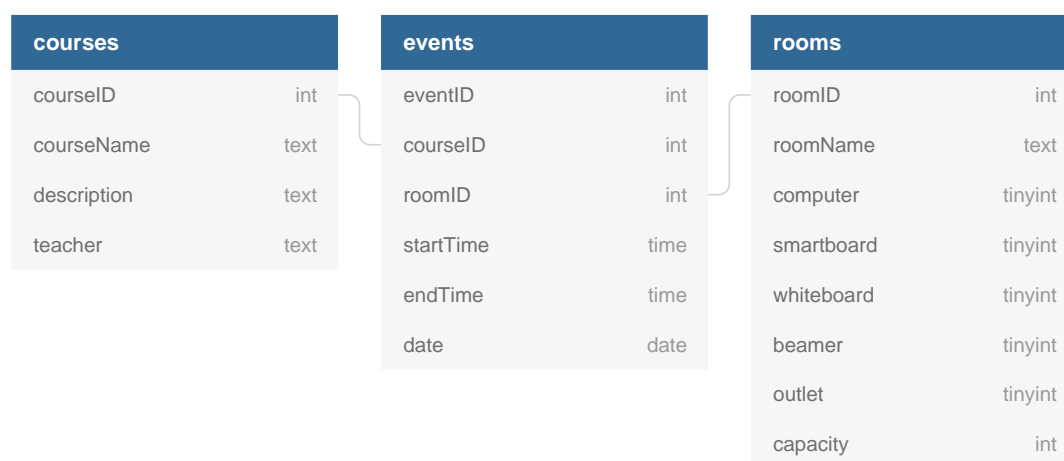 courses
courseID int
courseName text
description text
teacher text
events
eventID int
courseID int
roomID int
startTime time
endTime time
date date
rooms
roomID int
roomName text
computer tinyint
smartboard tinyint
whiteboard tinyint
beamer tinyint
outlet tinyint
capacity int